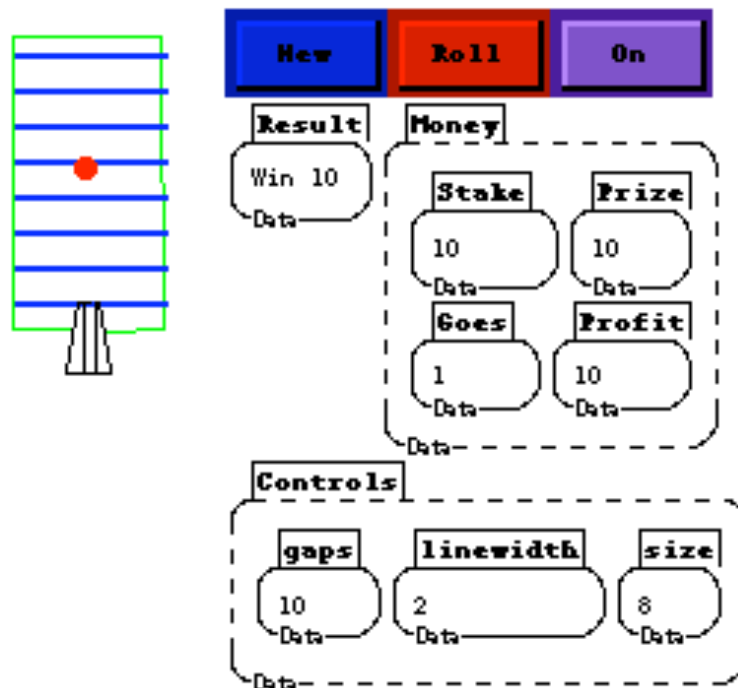 New Roll On
Result Money
Win 10
Data
Stake Prize
10 10
Data Data
Goes Profit
1 10
Data Data
Data
Controls
gaps linewidth size
10 2 8
Data Data Data
Data